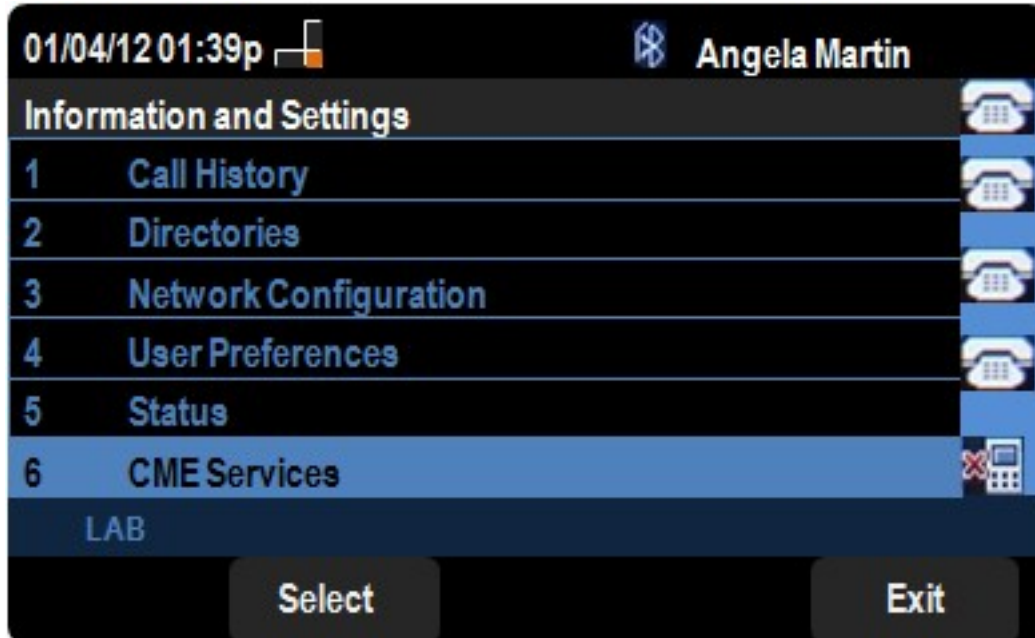 01/04/12 01:39p Angela Martin
Information and Settings
1 Call History
2 Directories
3 Network Configuration
4 User Preferences
5 Status
6 CME Services
LAB
Select Exit